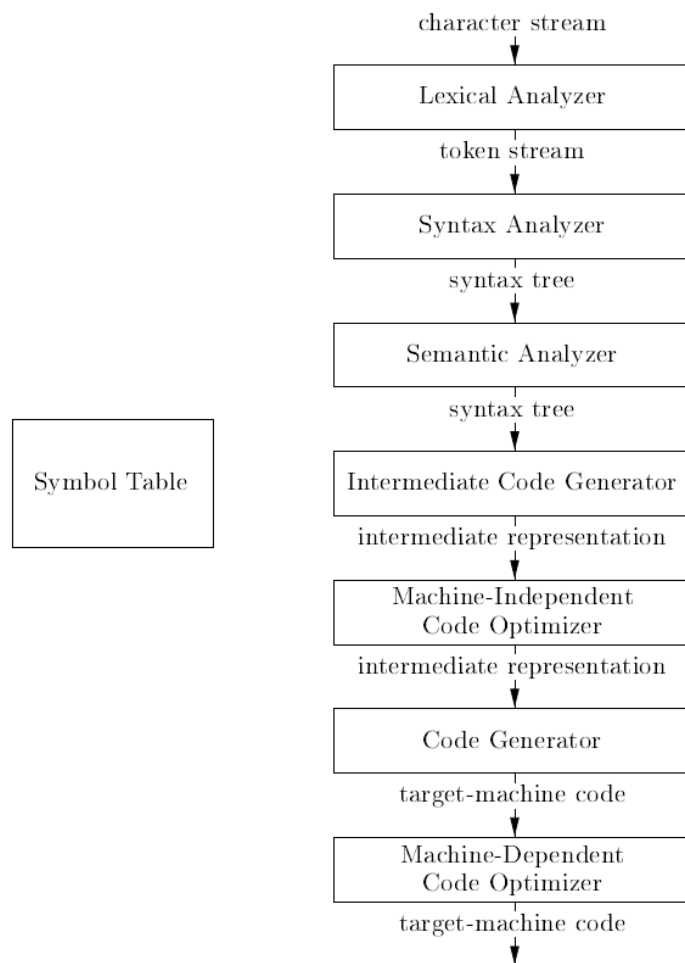 character stream
Lexical Analyzer
token stream
Syntax Analyzer
syntax tree
Semantic Analyzer
syntax tree
Symbol Table
Intermediate Code Generator
intermediate representation
Machine-Independent
Code Optimizer
intermediate representation
Code Generator
target-machine code
Machine-Dependent
Code Optimizer
target-machine code